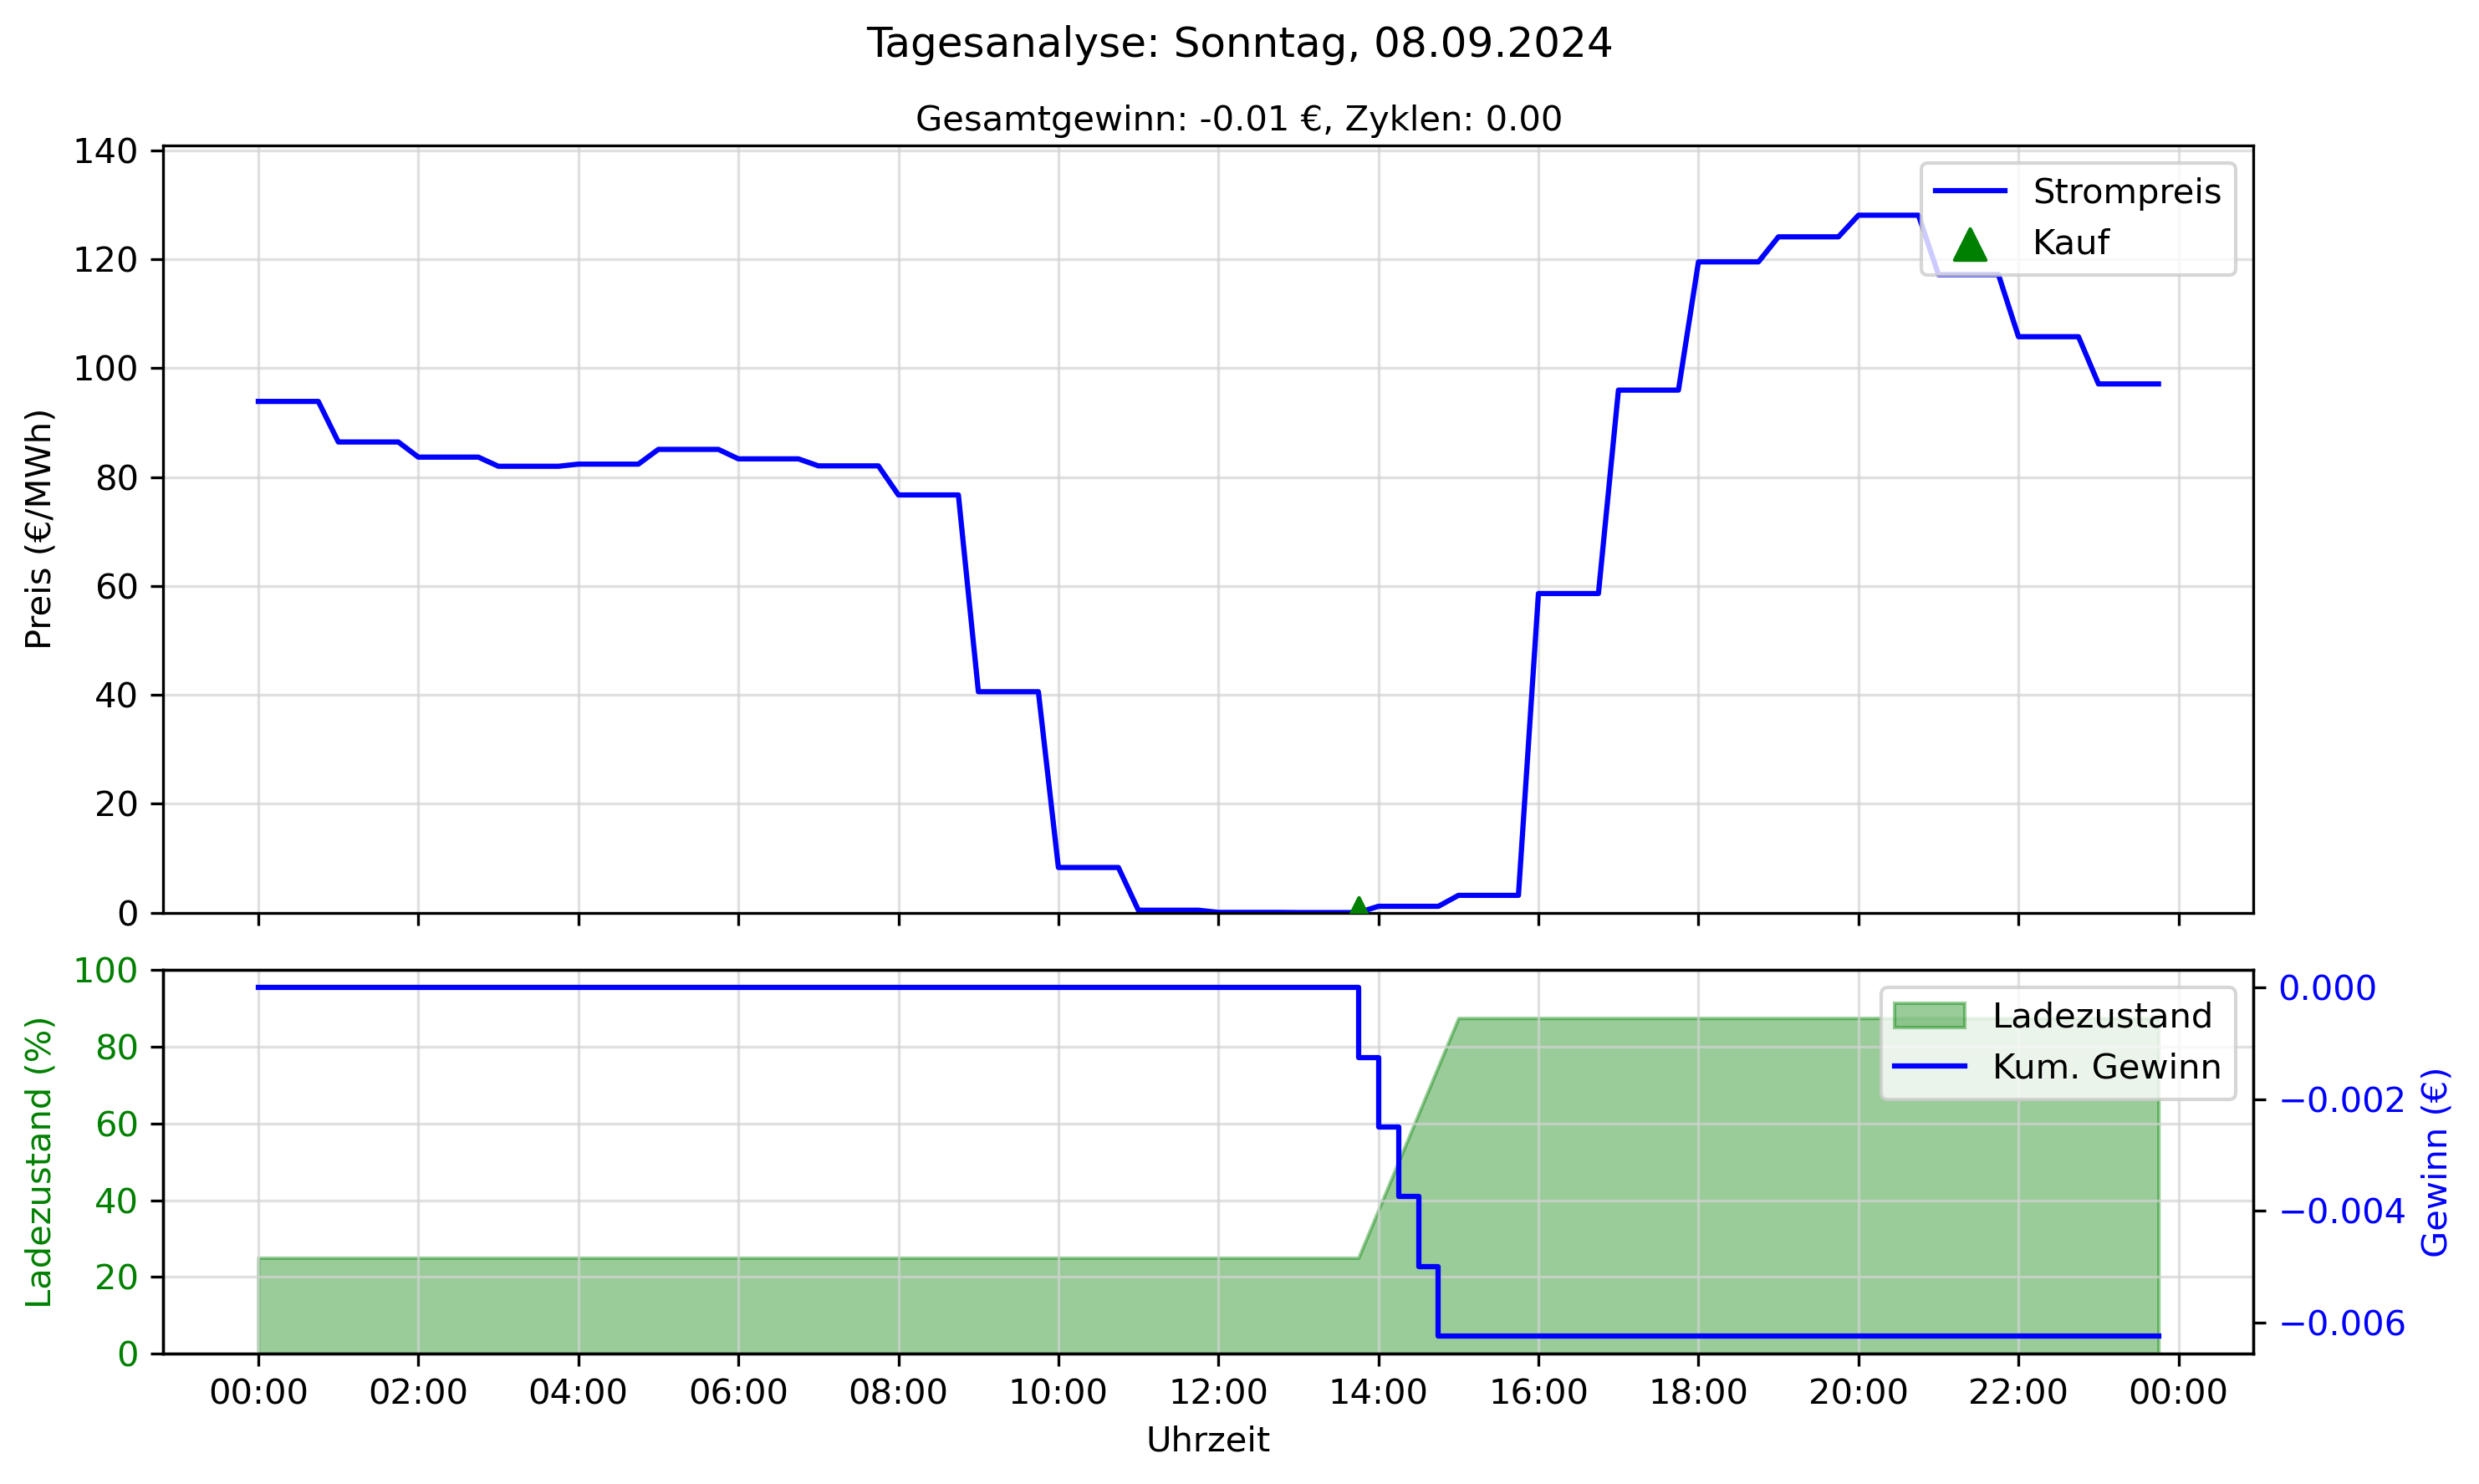 Tagesanalyse: Sonntag, 08.09.2024
Gesamtgewinn: -0.01 €, Zyklen: 0.00
140
120
100
80
60
40
20
0
Preis (€/MWh)
Strompreis
Kauf
100
80
60
40
20
0
Ladezustand (%)
Ladezustand
Kum. Gewinn
0.000
−0.002
−0.004
−0.006
Gewinn (€)
00:00 02:00 04:00 06:00 08:00 10:00 12:00 14:00 16:00 18:00 20:00 22:00 00:00
Uhrzeit